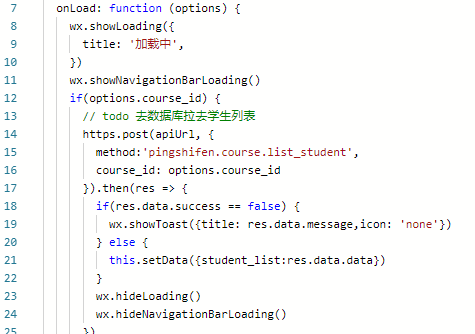 7 onLoad: function (options) {
8 wx.showLoading({
9 title: '加载中',
10 })
11 wx.showNavigationBarLoading()
12 if(options.course_id) {
13 // todo 去数据库拉去学生列表
14 https.post(apiUrl, {
15 method:'pingshifen.course.list_student',
16 course_id: options.course_id
17 }).then(res => {
18 if(res.data.success == false) {
19 wx.showToast({title: res.data.message,icon: 'none'})
20 } else {
21 this.setData({student_list:res.data.data})
22 }
23 wx.hideLoading()
24 wx.hideNavigationBarLoading()
25 })